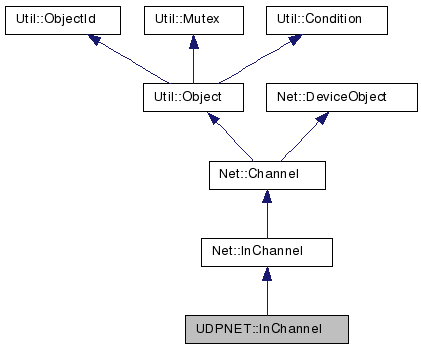 Util::ObjectId
Util::Mutex
Util::Condition
Util::Object
Net::DeviceObject
Net::Channel
Net::InChannel
UDPNET::InChannel